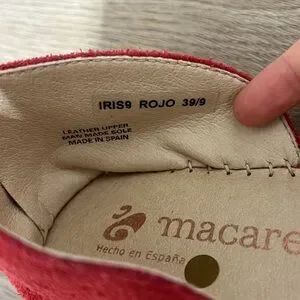 IRIS9 ROJO 39/9
LEATHER UPPER
MAN MADE SOLE
MADE IN SPAIN
macare
Hecho en España